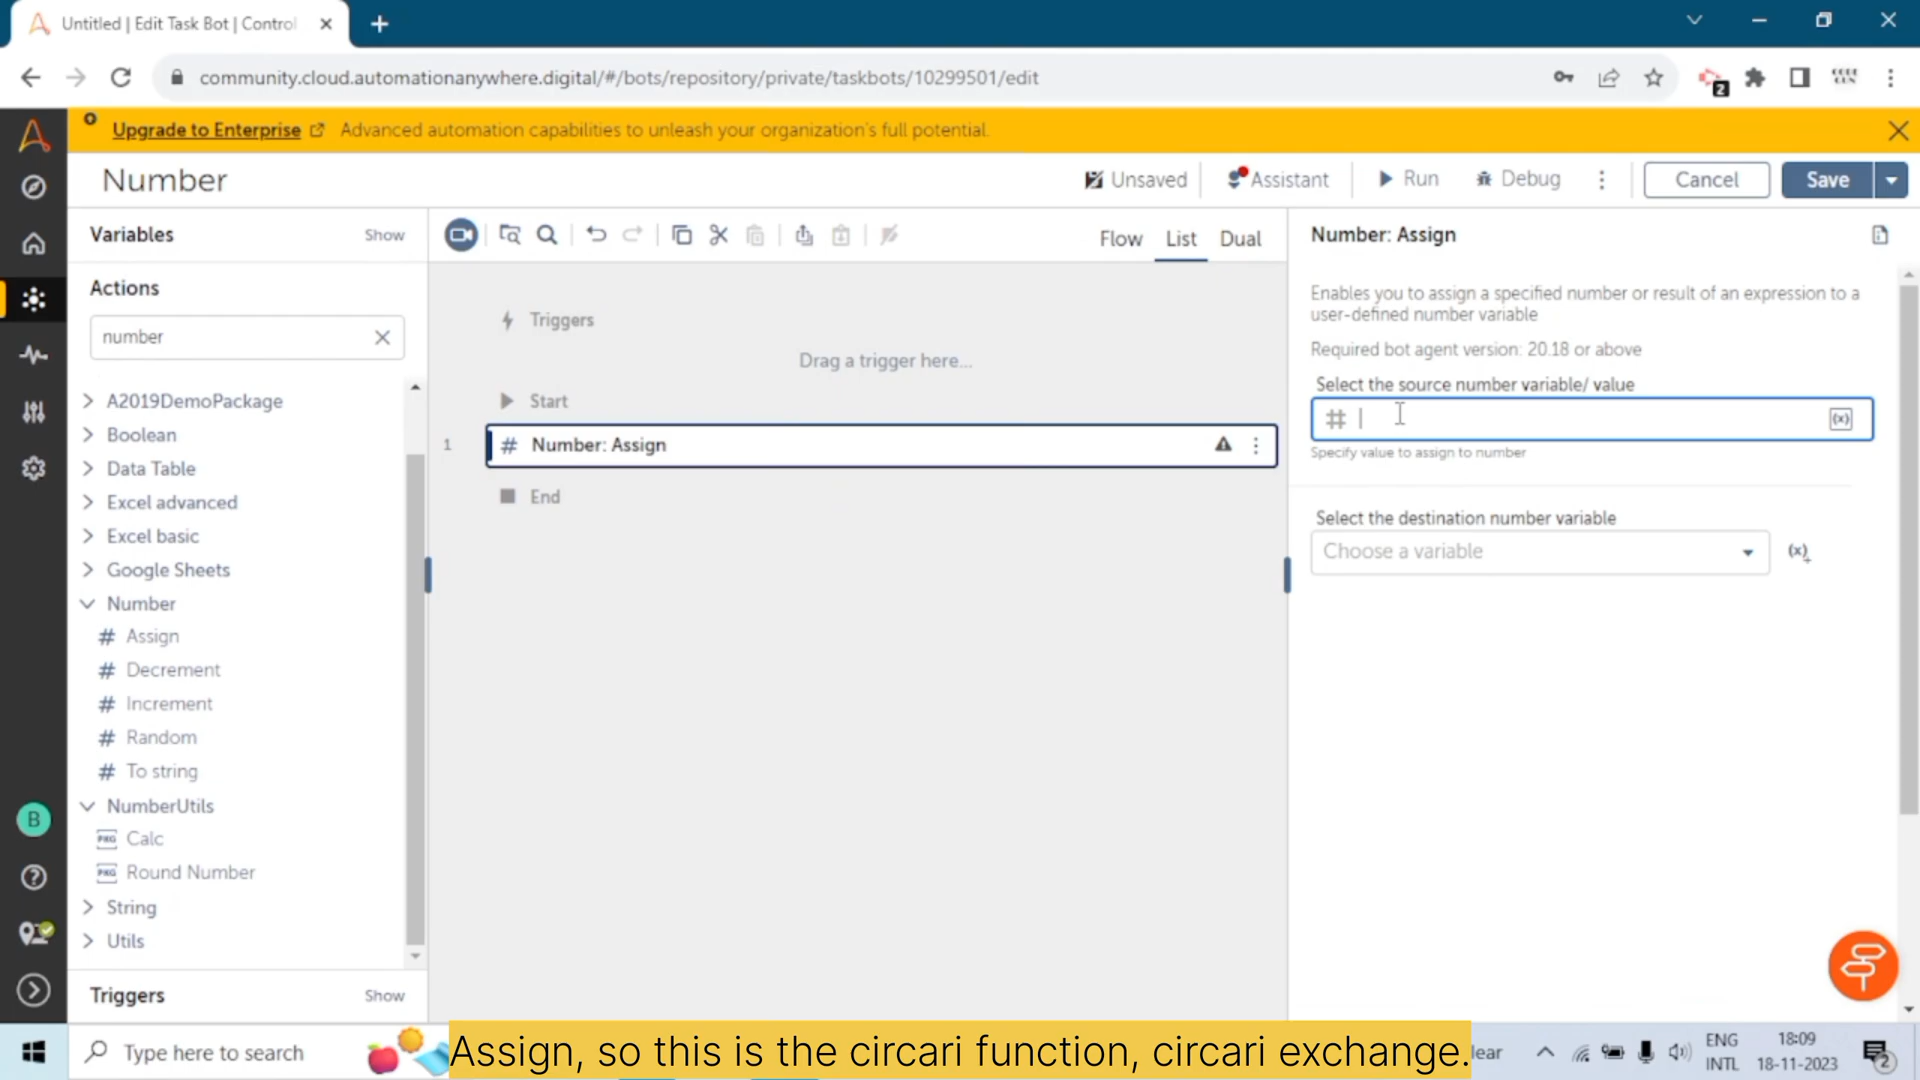 Untitled | Edit Task Bot | Control
community.cloud.automationanywhere.digital/#/bots/repository/private/taskbots/10299501/edit
2
Upgrade to Enterprise Advanced automation capabilities to unleash your organization's full potential.
Number
Unsaved
Assistant
Run
Debug
Cancel
Save
Variables
Show
Flow
List
Dual
Number: Assign
Actions
number
A2019DemoPackage
Boolean
Data Table
Excel advanced
Excel basic
Google Sheets
Number
# Assign
# Decrement
# Increment
# Random
# To string
NumberUtils
PKG Calc
PKG Round Number
String
Utils
Triggers
Show
B
Triggers
Drag a trigger here...
Start
1
# Number: Assign
End
Enables you to assign a specified number or result of an expression to a
user-defined number variable
Required bot agent version: 20.18 or above
Select the source number variable/ value
#
(x)
Specify value to assign to number
Select the destination number variable
Choose a variable
(x)+
Type here to search
Assign, so this is the circari function, circari exchange.
lear
ENG
INTL
18:09
18-11-2023
2